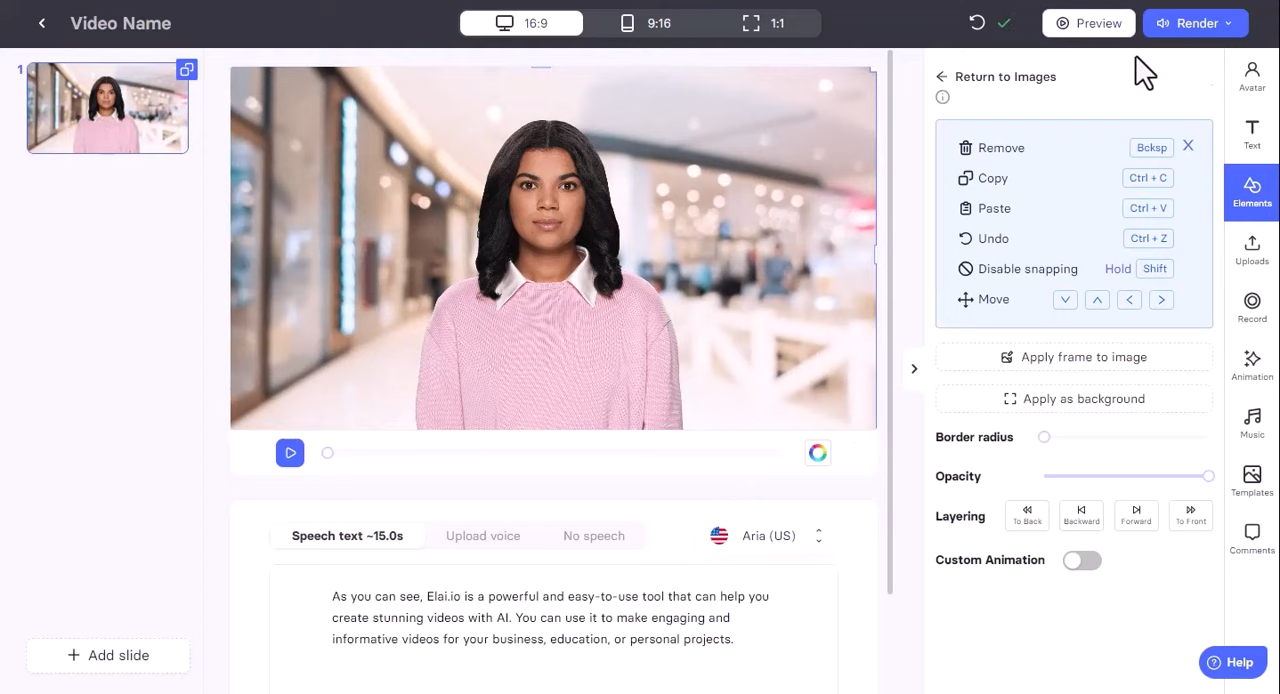 Video Name
16:9
9:16
1:1
Preview
Render
1
Return to Images
Remove
Bcksp
X
Copy
Ctrl + C
Paste
Ctrl + V
Undo
Ctrl + Z
Disable snapping
Hold
Shift
Move
Apply frame to image
Apply as background
Border radius
Opacity
Layering
To Back
Backward
Forward
To Front
Custom Animation
Avatar
Text
Elements
Uploads
Record
Animation
Music
Templates
Comments
Speech text ~15.0s
Upload voice
No speech
Aria (US)
As you can see, Elai.io is a powerful and easy-to-use tool that can help you
create stunning videos with AI. You can use it to make engaging and
informative videos for your business, education, or personal projects.
+ Add slide
Help